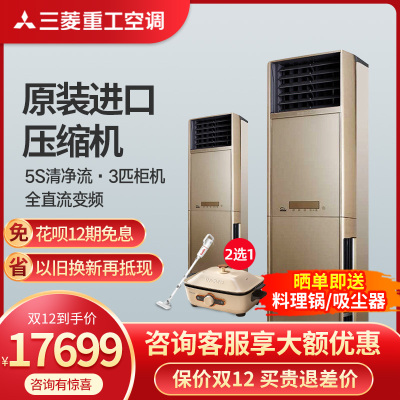 三菱重工空调
原装进口
压缩机
5S清净流·3匹柜机
全直流变频
免 花呗12期免息
省 以旧换新再抵现
2选1
晒单即送
料理锅/吸尘器
双12到手价
¥17699
咨询有惊喜
咨询客服享大额优惠
保价双12 买贵退差价